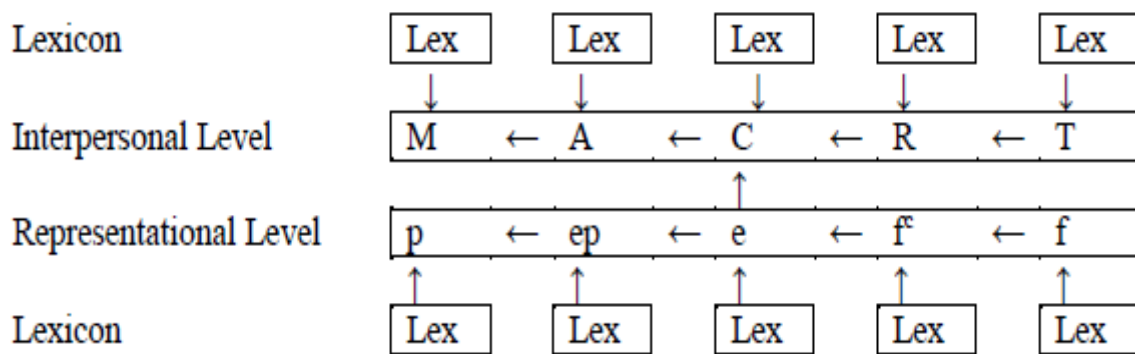 Lexicon Lex Lex Lex Lex Lex
↓ ↓ ↓ ↓ ↓
Interpersonal Level M ← A ← C ← R ← T
↑
Representational Level p ← ep ← e ← fᶜ ← f
↑ ↑ ↑ ↑ ↑
Lexicon Lex Lex Lex Lex Lex